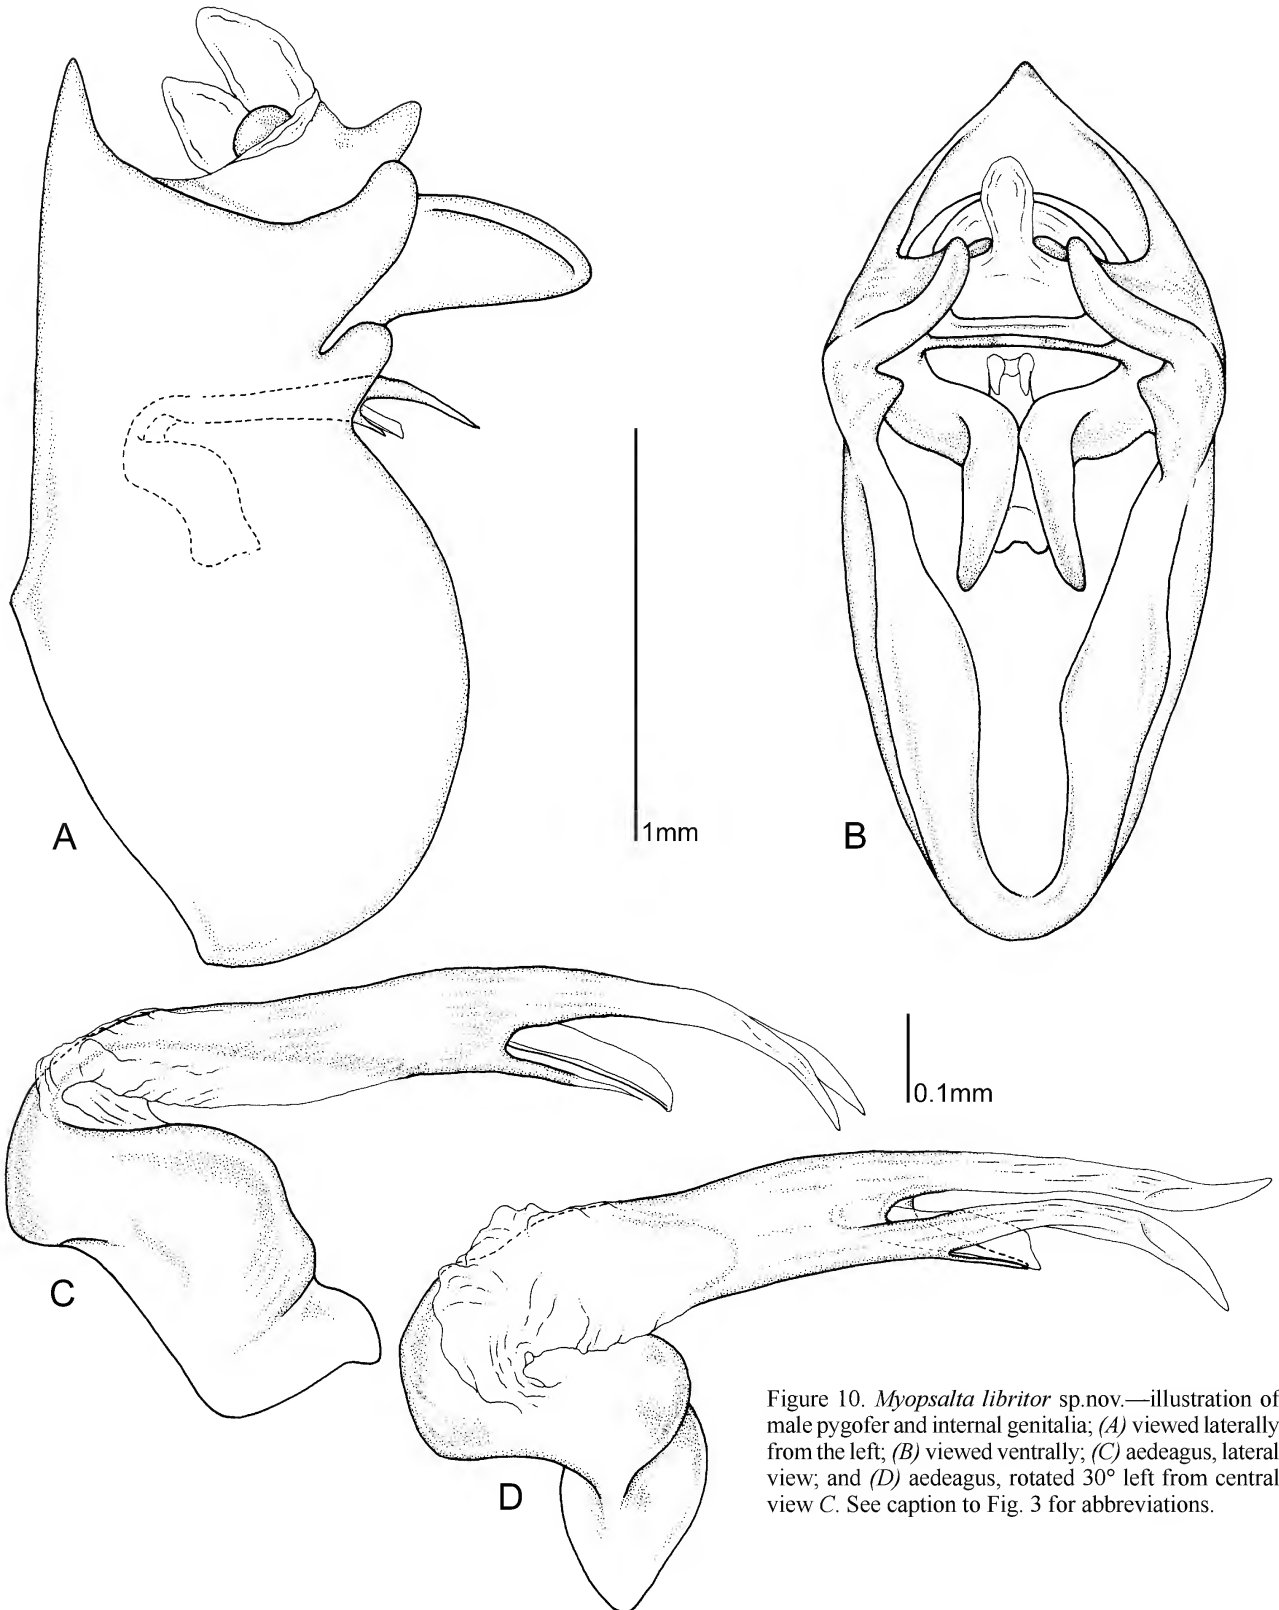 A
1mm
B
0.1mm
C
D
Figure 10. Myopsalta libritor sp.nov.—illustration of
male pygofer and internal genitalia; (A) viewed laterally
from the left; (B) viewed ventrally; (C) aedeagus, lateral
view; and (D) aedeagus, rotated 30° left from central
view C. See caption to Fig. 3 for abbreviations.